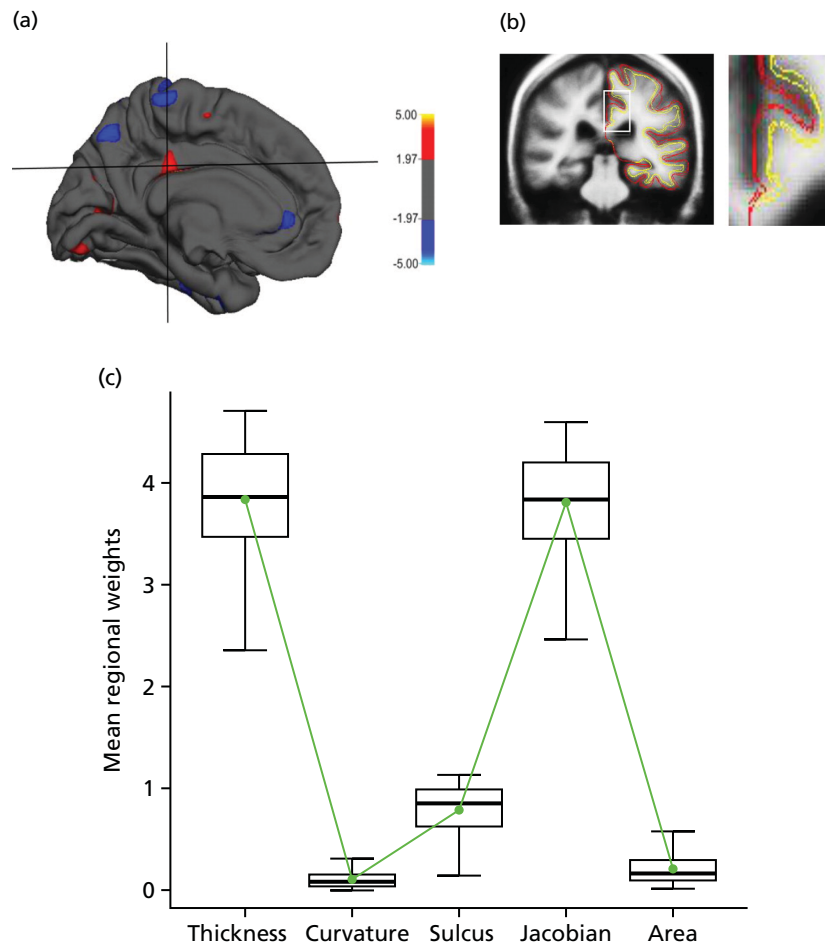 (a)
5.00
1.97
-1.97
-5.00
(b)
(c)
Mean regional weights
4
3
2
1
0
Thickness Curvature Sulcus Jacobian Area